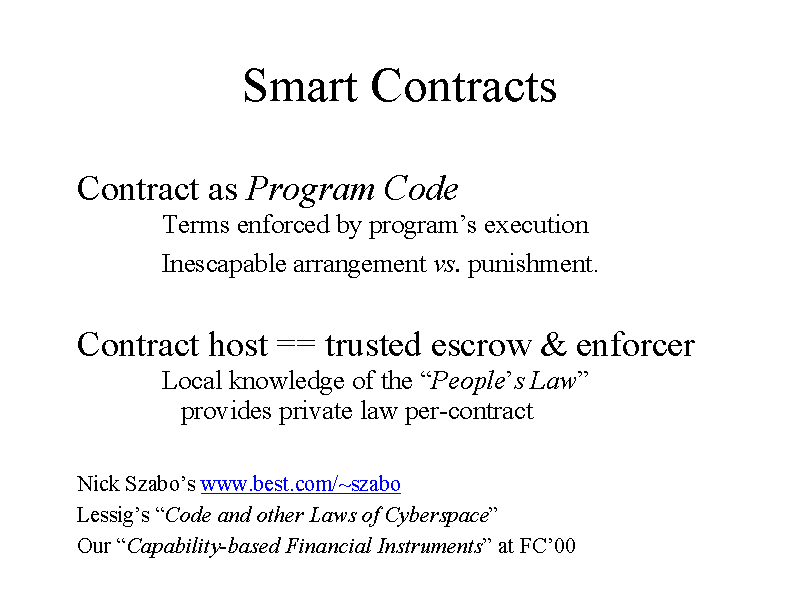 Smart Contracts
Contract as Program Code
Terms enforced by program’s execution
Inescapable arrangement vs. punishment.
Contract host == trusted escrow & enforcer
Local knowledge of the “People’s Law”
provides private law per-contract
Nick Szabo’s www.best.com/~szabo
Lessig’s “Code and other Laws of Cyberspace”
Our “Capability-based Financial Instruments” at FC’00